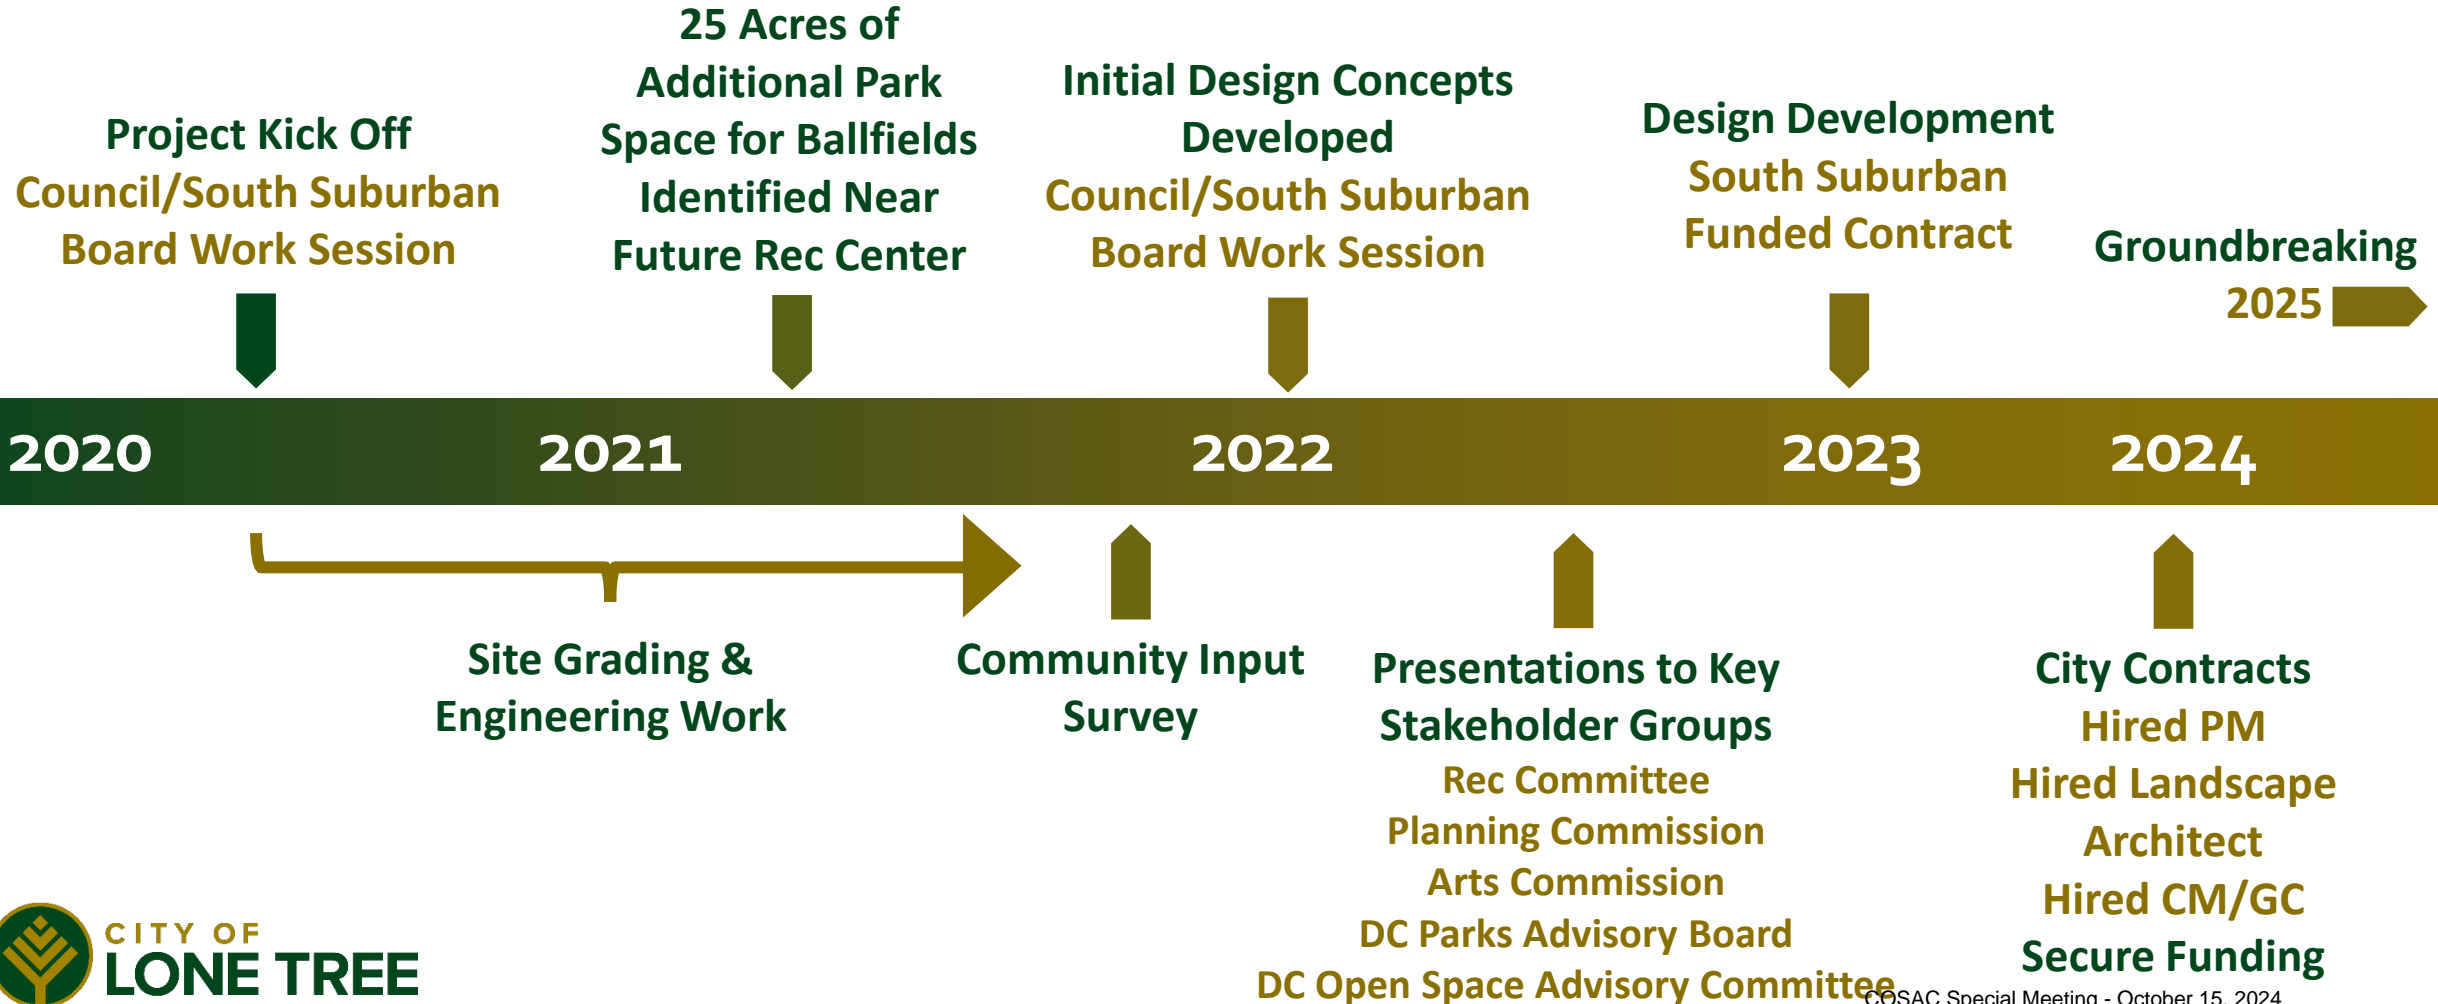 Project Kick Off
Council/South Suburban
Board Work Session
25 Acres of
Additional Park
Space for Ballfields
Identified Near
Future Rec Center
Initial Design Concepts
Developed
Council/South Suburban
Board Work Session
Design Development
South Suburban
Funded Contract
Groundbreaking
2025
2020
2021
2022
2023
2024
Site Grading &
Engineering Work
Community Input
Survey
Presentations to Key
Stakeholder Groups
Rec Committee
Planning Commission
Arts Commission
DC Parks Advisory Board
DC Open Space Advisory Committee
City Contracts
Hired PM
Hired Landscape
Architect
Hired CM/GC
Secure Funding
CITY OF
LONE TREE
COSAC Special Meeting - October 15, 2024